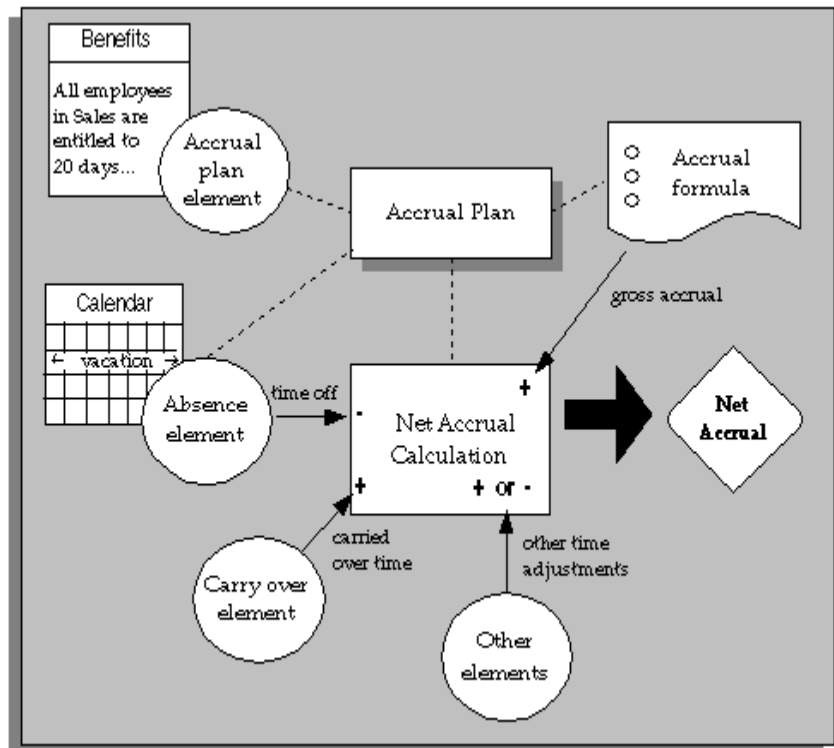 Benefits
All employees
in Sales are
entitled to
20 days...
Accrual
plan
element
Accrual Plan
Accrual
formula
gross accrual
Calendar
← vacation →
Absence
element
time off
-
+
Net Accrual
Calculation
+
+ or -
Net
Accrual
carried
over time
other time
adjustments
Carry over
element
Other
elements